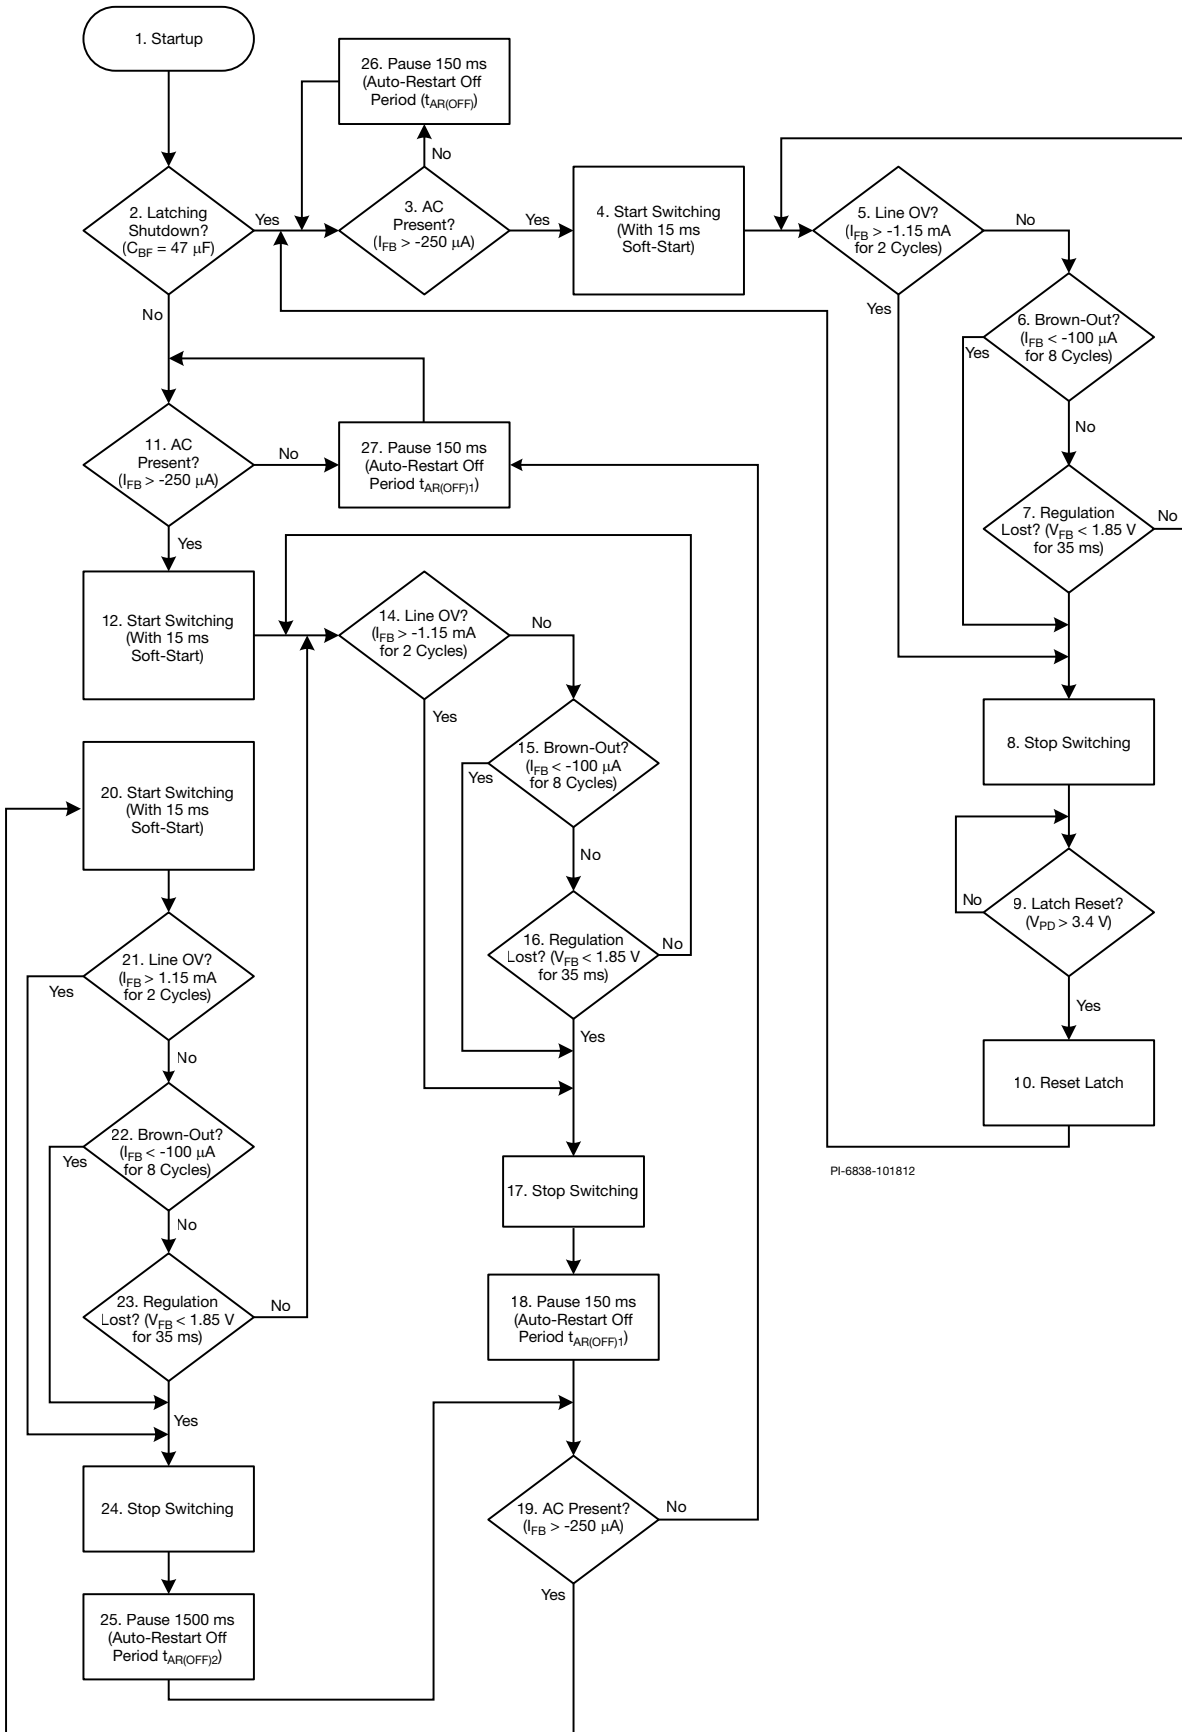 1. Startup
26. Pause 150 ms
(Auto-Restart Off
Period (tAR(OFF))
No
2. Latching
Shutdown?
(CBF = 47 μF)
Yes
No
3. AC
Present?
(IFB > -250 μA)
Yes
4. Start Switching
(With 15 ms
Soft-Start)
5. Line OV?
(IFB > -1.15 mA
for 2 Cycles)
No
Yes
6. Brown-Out?
(IFB < -100 μA
for 8 Cycles)
Yes
No
7. Regulation
Lost? (VFB < 1.85 V
for 35 ms)
No
8. Stop Switching
9. Latch Reset?
(VPD > 3.4 V)
No
Yes
10. Reset Latch
11. AC
Present?
(IFB > -250 μA)
No
Yes
27. Pause 150 ms
(Auto-Restart Off
Period tAR(OFF)1)
12. Start Switching
(With 15 ms
Soft-Start)
14. Line OV?
(IFB > -1.15 mA
for 2 Cycles)
No
Yes
15. Brown-Out?
(IFB < -100 μA
for 8 Cycles)
Yes
No
16. Regulation
Lost? (VFB < 1.85 V
for 35 ms)
No
Yes
17. Stop Switching
18. Pause 150 ms
(Auto-Restart Off
Period tAR(OFF)1)
19. AC Present?
(IFB > -250 μA)
No
Yes
20. Start Switching
(With 15 ms
Soft-Start)
21. Line OV?
(IFB > 1.15 mA
for 2 Cycles)
Yes
No
22. Brown-Out?
(IFB < -100 μA
for 8 Cycles)
Yes
No
23. Regulation
Lost? (VFB < 1.85 V
for 35 ms)
No
Yes
24. Stop Switching
25. Pause 1500 ms
(Auto-Restart Off
Period tAR(OFF)2)
PI-6838-101812